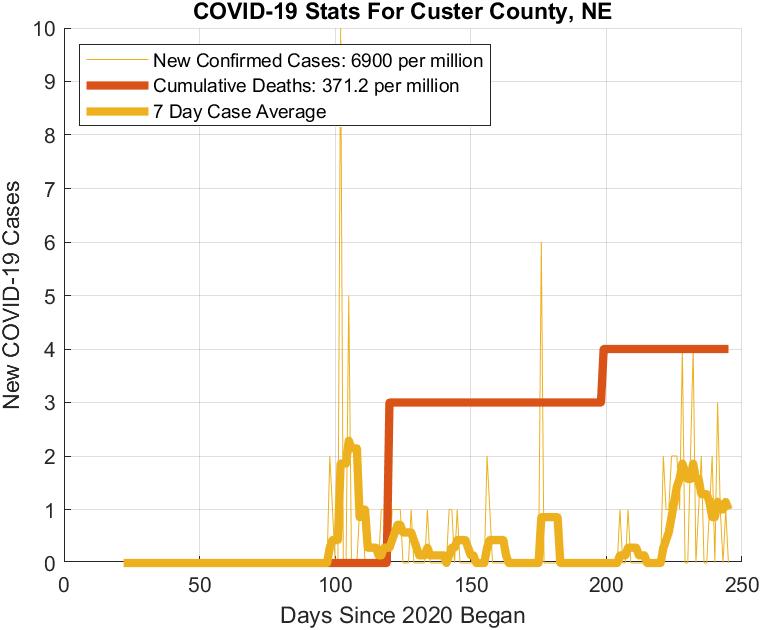 COVID-19 Stats For Custer County, NE
New Confirmed Cases: 6900 per million
Cumulative Deaths: 371.2 per million
7 Day Case Average
New COVID-19 Cases
10
9
8
7
6
5
4
3
2
1
0
0 50 100 150 200 250
Days Since 2020 Began